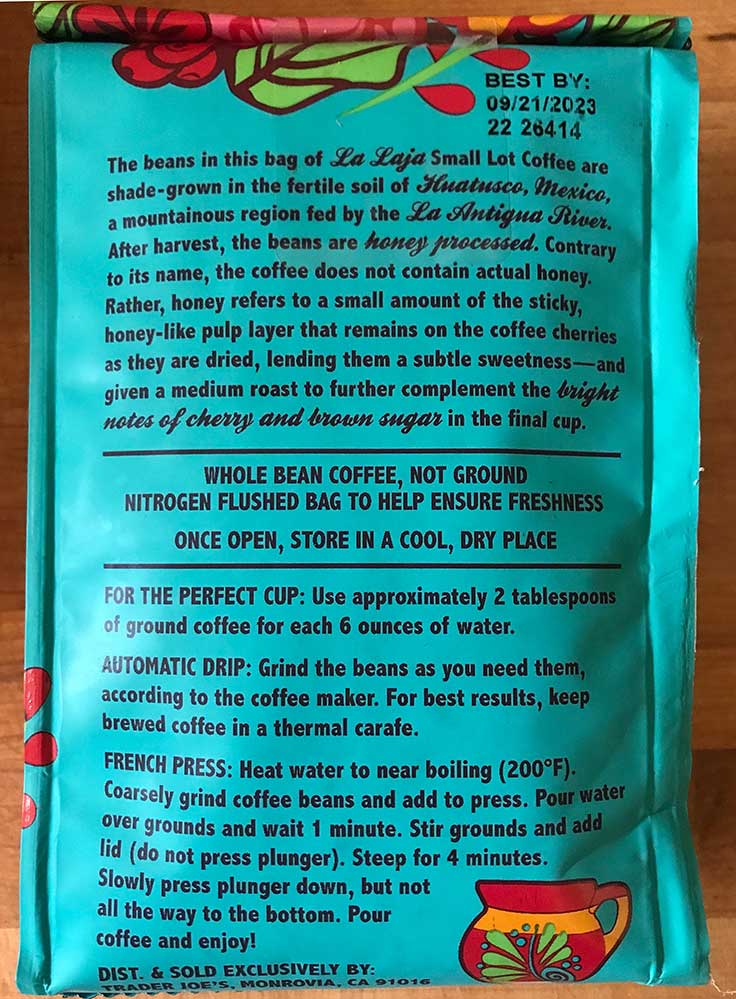 BEST BY:
09/21/2023
22 26414
The beans in this bag of La Laja Small Lot Coffee are
shade-grown in the fertile soil of Huatusco, Mexico,
a mountainous region fed by the La Antigua River.
After harvest, the beans are honey processed. Contrary
to its name, the coffee does not contain actual honey.
Rather, honey refers to a small amount of the sticky,
honey-like pulp layer that remains on the coffee cherries
as they are dried, lending them a subtle sweetness—and
given a medium roast to further complement the bright
notes of cherry and brown sugar in the final cup.
WHOLE BEAN COFFEE, NOT GROUND
NITROGEN FLUSHED BAG TO HELP ENSURE FRESHNESS
ONCE OPEN, STORE IN A COOL, DRY PLACE
FOR THE PERFECT CUP: Use approximately 2 tablespoons
of ground coffee for each 6 ounces of water.
AUTOMATIC DRIP: Grind the beans as you need them,
according to the coffee maker. For best results, keep
brewed coffee in a thermal carafe.
FRENCH PRESS: Heat water to near boiling (200°F).
Coarsely grind coffee beans and add to press. Pour water
over grounds and wait 1 minute. Stir grounds and add
lid (do not press plunger). Steep for 4 minutes.
Slowly press plunger down, but not
all the way to the bottom. Pour
coffee and enjoy!
DIST. & SOLD EXCLUSIVELY BY:
TRADER JOE'S, MONROVIA, CA 91016